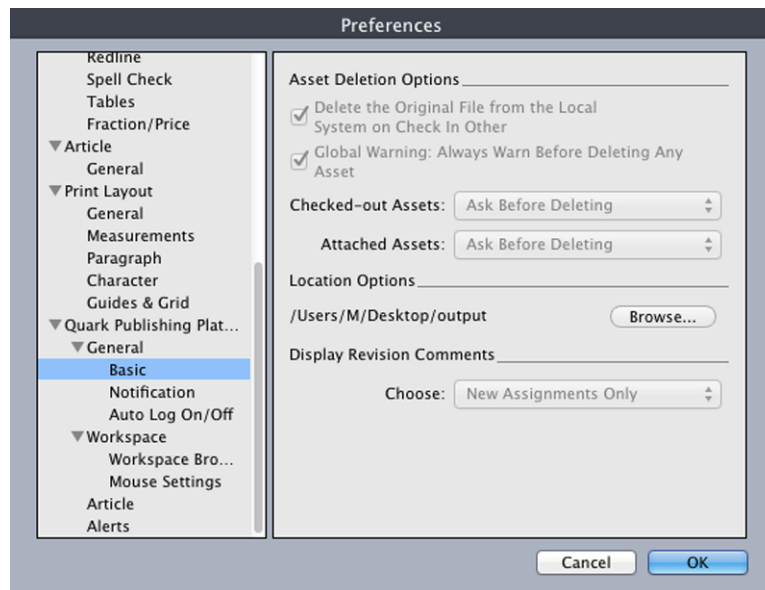 Preferences
Redline
Spell Check
Tables
Fraction/Price
Article
General
Print Layout
General
Measurements
Paragraph
Character
Guides & Grid
Quark Publishing Plat...
General
Basic
Notification
Auto Log On/Off
Workspace
Workspace Bro...
Mouse Settings
Article
Alerts
Asset Deletion Options
Delete the Original File from the Local
System on Check In Other
Global Warning: Always Warn Before Deleting Any
Asset
Checked-out Assets: Ask Before Deleting
Attached Assets: Ask Before Deleting
Location Options
/Users/M/Desktop/output Browse...
Display Revision Comments
Choose: New Assignments Only
Cancel OK